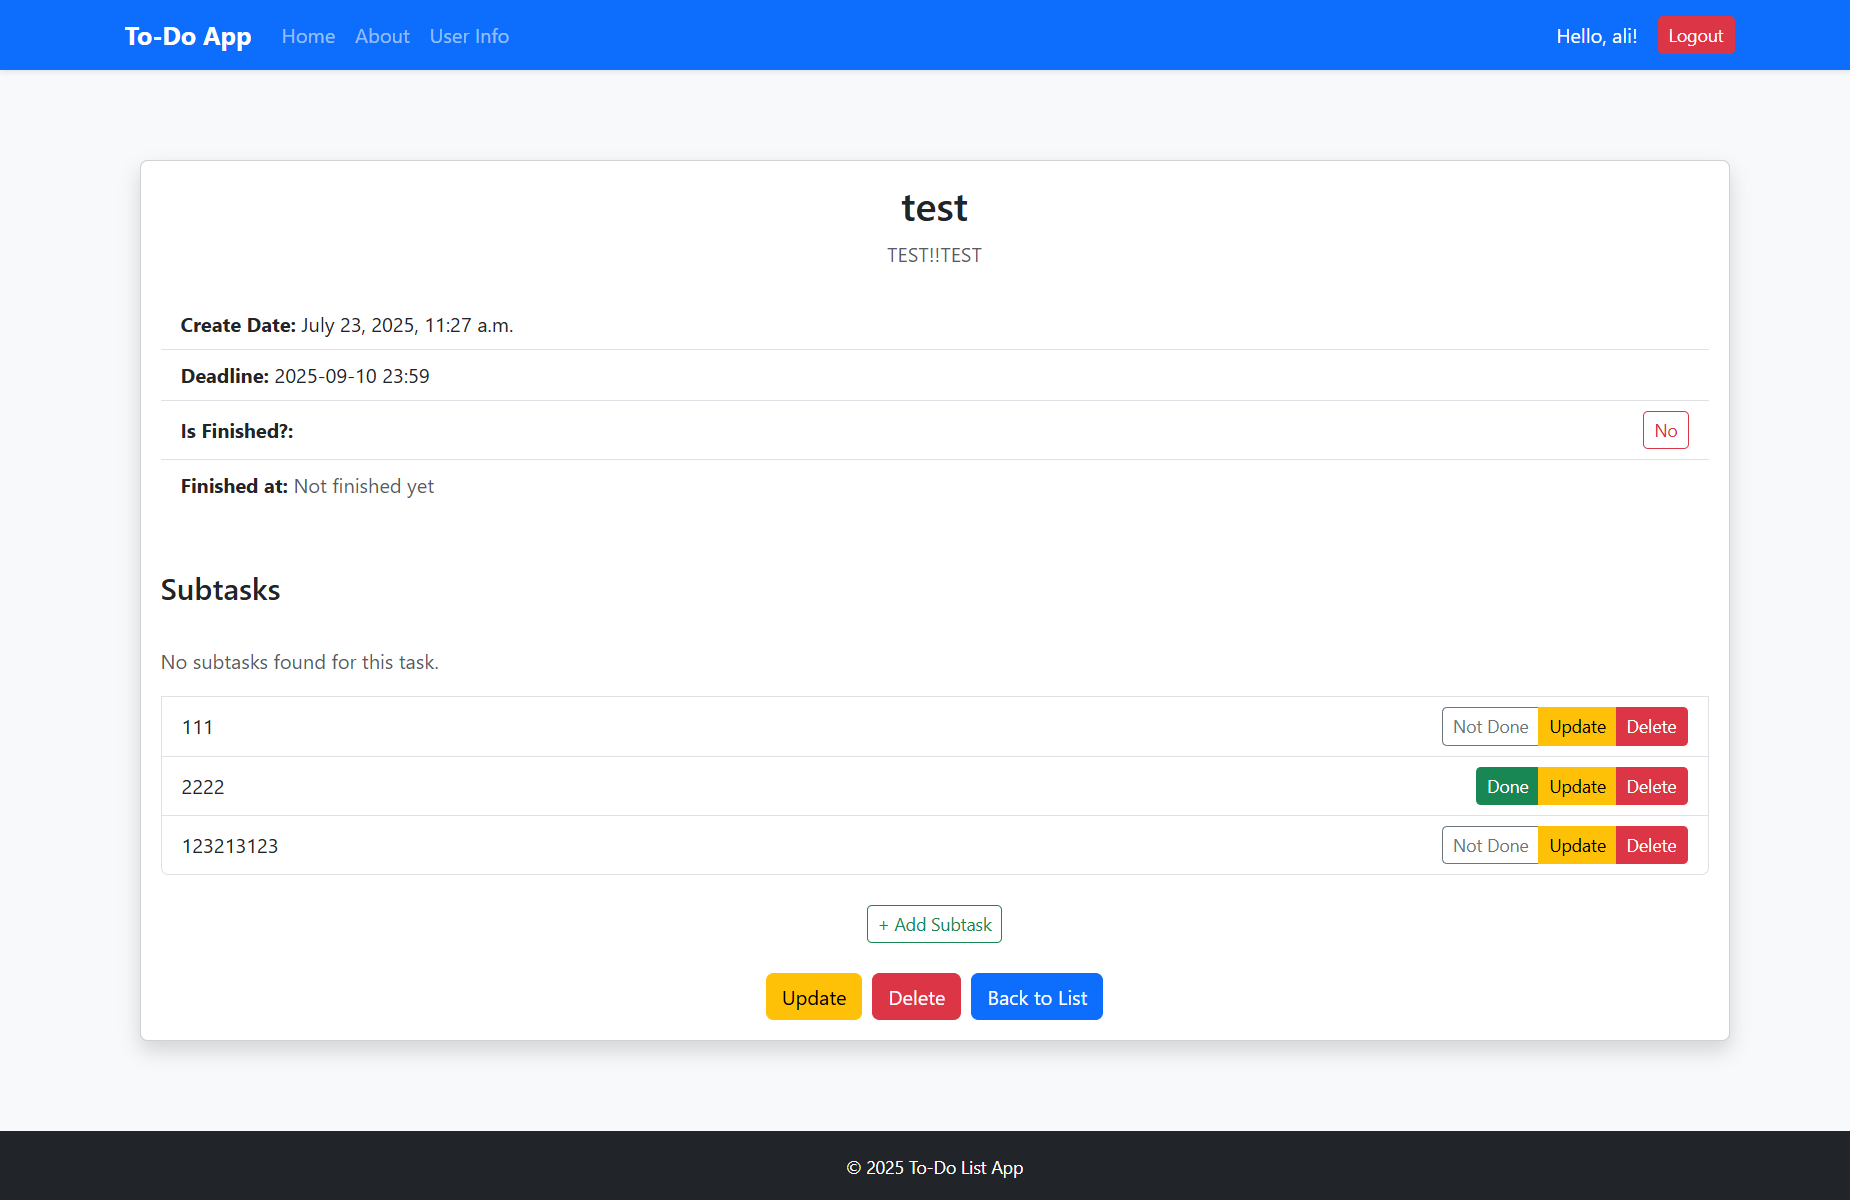 To-Do App Home About User Info Hello, ali! Logout
test
TEST!!TEST
Create Date: July 23, 2025, 11:27 a.m.
Deadline: 2025-09-10 23:59
Is Finished?: No
Finished at: Not finished yet
Subtasks
No subtasks found for this task.
111 Not Done Update Delete
2222 Done Update Delete
123213123 Not Done Update Delete
+ Add Subtask
Update Delete Back to List
© 2025 To-Do List App